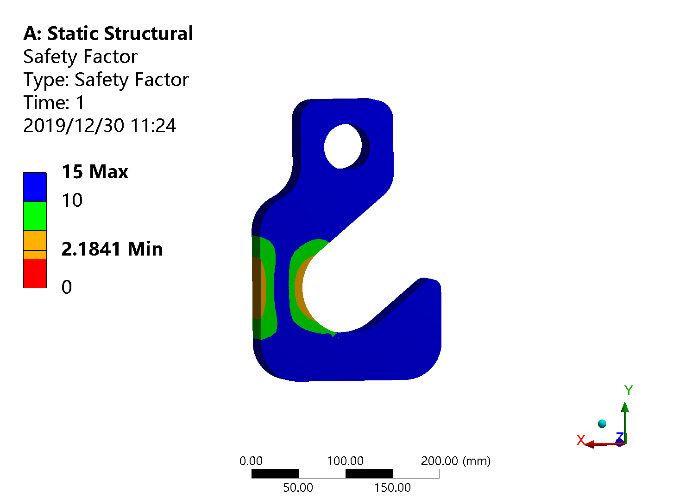 A: Static Structural
Safety Factor
Type: Safety Factor
Time: 1
2019/12/30 11:24
15 Max
10
2.1841 Min
0
Y
X
Z
0.00 100.00 200.00 (mm)
50.00 150.00